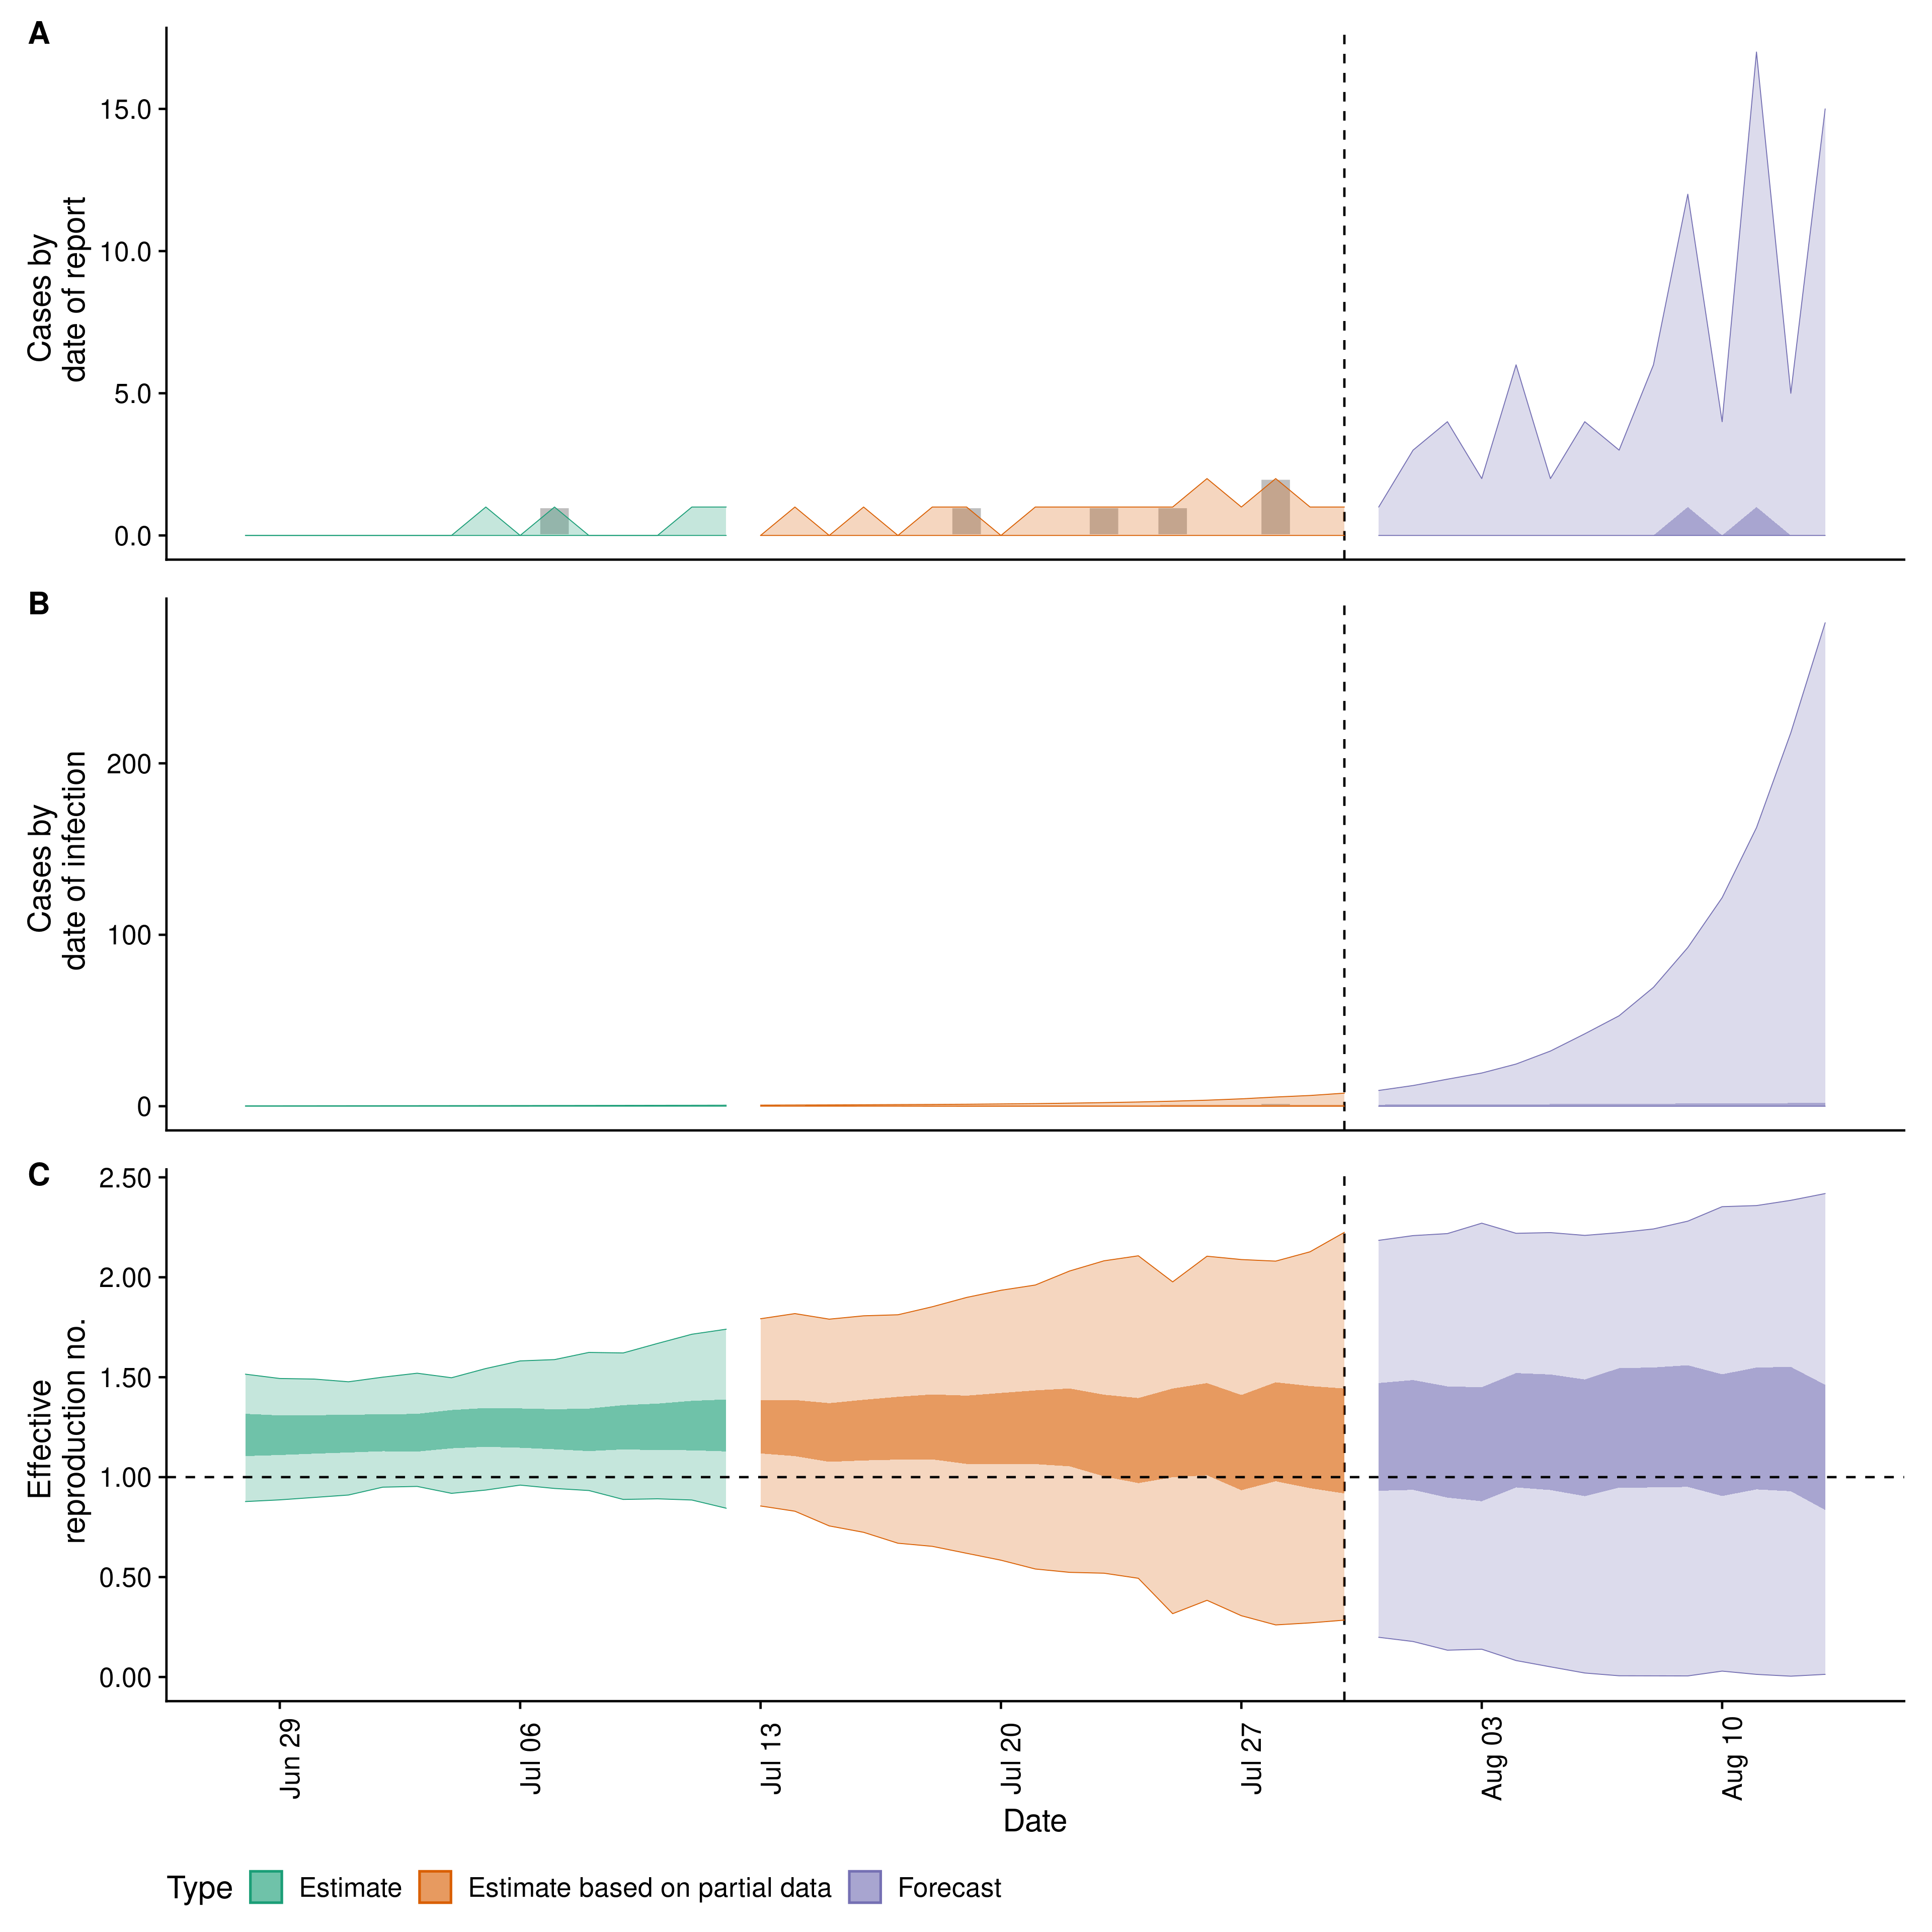 A
15.0
10.0
5.0
0.0
Cases by
date of report
B
200
100
0
Cases by
date of infection
C
2.50
2.00
1.50
1.00
0.50
0.00
Effective
reproduction no.
Jun 29
Jul 06
Jul 13
Jul 20
Jul 27
Aug 03
Aug 10
Date
Type Estimate Estimate based on partial data Forecast